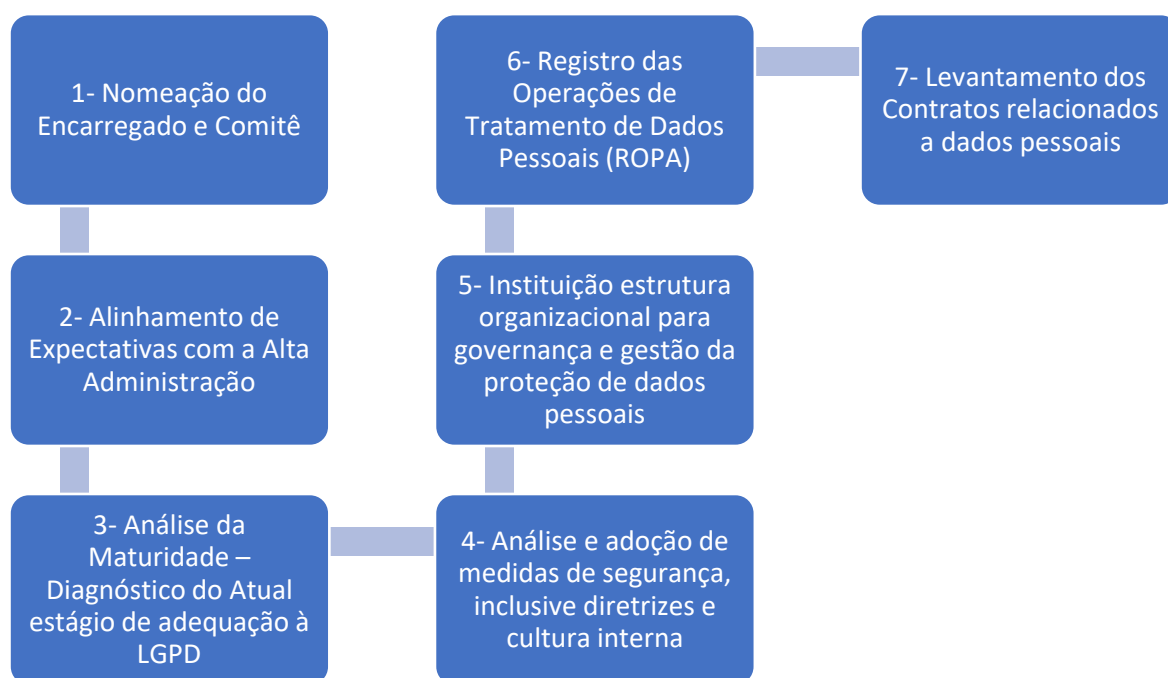 1- Nomeação do
Encarregado e Comitê
2- Alinhamento de
Expectativas com a Alta
Administração
3- Análise da
Maturidade –
Diagnóstico do Atual
estágio de adequação à
LGPD
4- Análise e adoção de
medidas de segurança,
inclusive diretrizes e
cultura interna
5- Instituição estrutura
organizacional para
governança e gestão da
proteção de dados
pessoais
6- Registro das
Operações de
Tratamento de Dados
Pessoais (ROPA)
7- Levantamento dos
Contratos relacionados
a dados pessoais